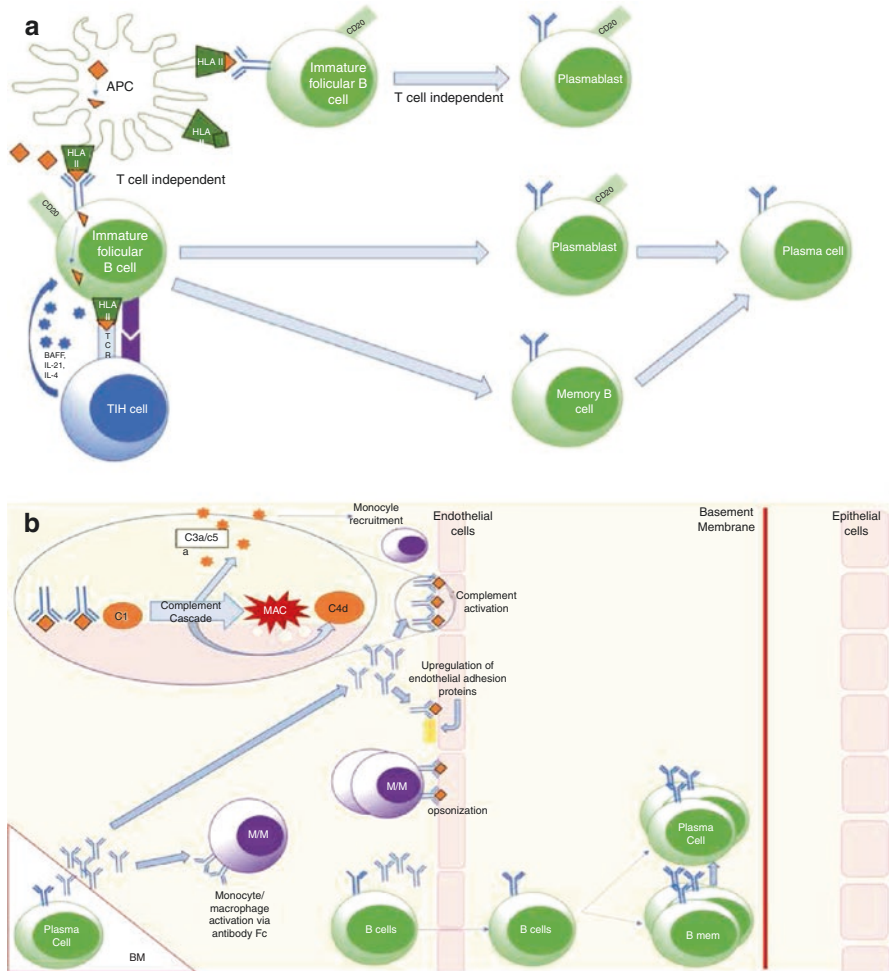 a
CD20
HLA II
APC
Immature
folicular B
cell
T cell independent
CD20
Plasmablast
HLA
II
HLA
II
T cell independent
CD20
Immature
folicular
B cell
CD20
Plasmablast
Plasma cell
HLA
II
T
C
R
BAFF,
IL-21,
IL-4
TIH cell
Memory B
cell
b
Monocyle
recruitment
Endothelial
cells
Basement
Membrane
Epithelial
cells
C3a/c5
a
C1
Complement
Cascade
MAC
C4d
Complement
activation
Upregulation of
endothelial adhesion
proteins
M/M
opsonization
M/M
Monocyte/
macrophage
activation via
antibody Fc
Plasma
Cell
BM
B cells
B cells
Plasma
Cell
B mem